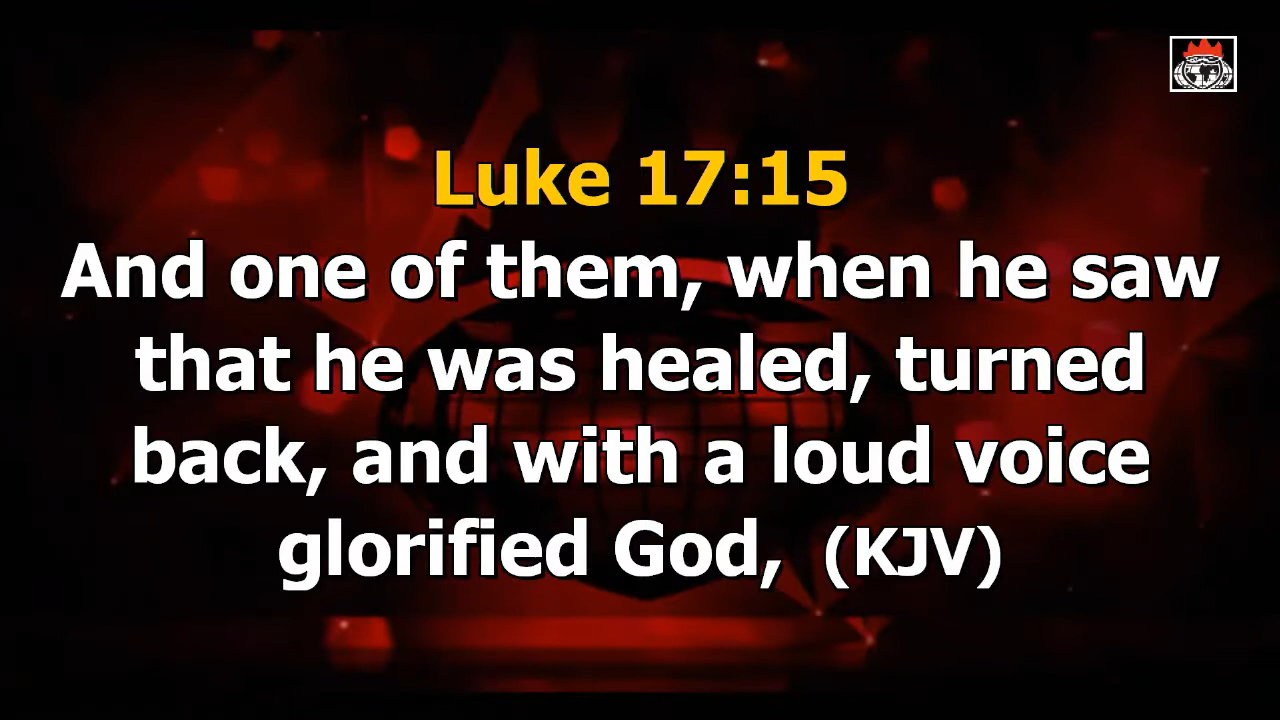 Luke 17:15
And one of them, when he saw
that he was healed, turned
back, and with a loud voice
glorified God, (KJV)